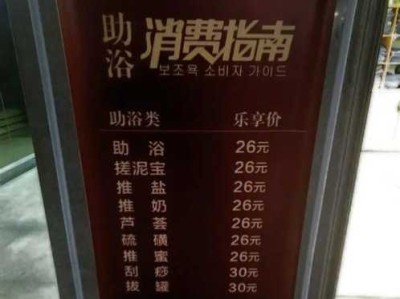 助浴 消费指南
보조욕 소비자 가이드
助浴类 乐享价
助 浴 26元
搓泥宝 26元
推 盐 26元
推 奶 26元
芦 荟 26元
硫 磺 26元
推 蜜 26元
刮 痧 30元
拔 罐 30元